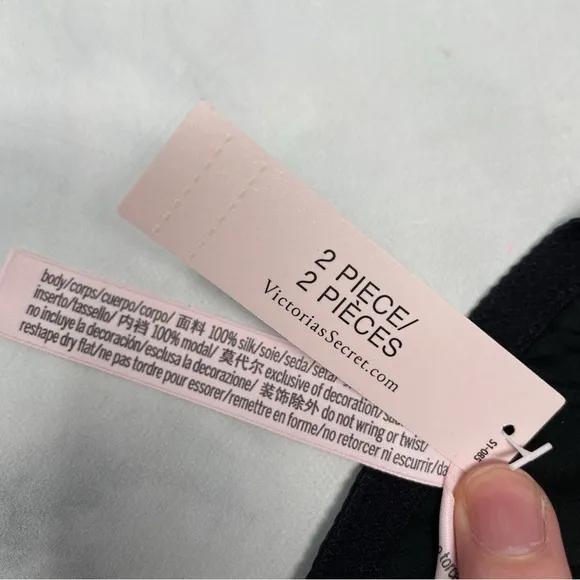 2 PIECE/
2 PIÈCES
VictoriasSecret.com
body/corps/cuerpo/corpo/ 面料 100% silk/soie/seda/seta/
inserto/tassello/ 内裆 100% modal/ 莫代尔 exclusive of decoration/
no incluye la decoración/esclusa la decorazione/ 装饰除外 do not wring or twist/
reshape dry flat/ne pas tordre pour essorer/remettre en forme/no retorcer ni escurrir/da